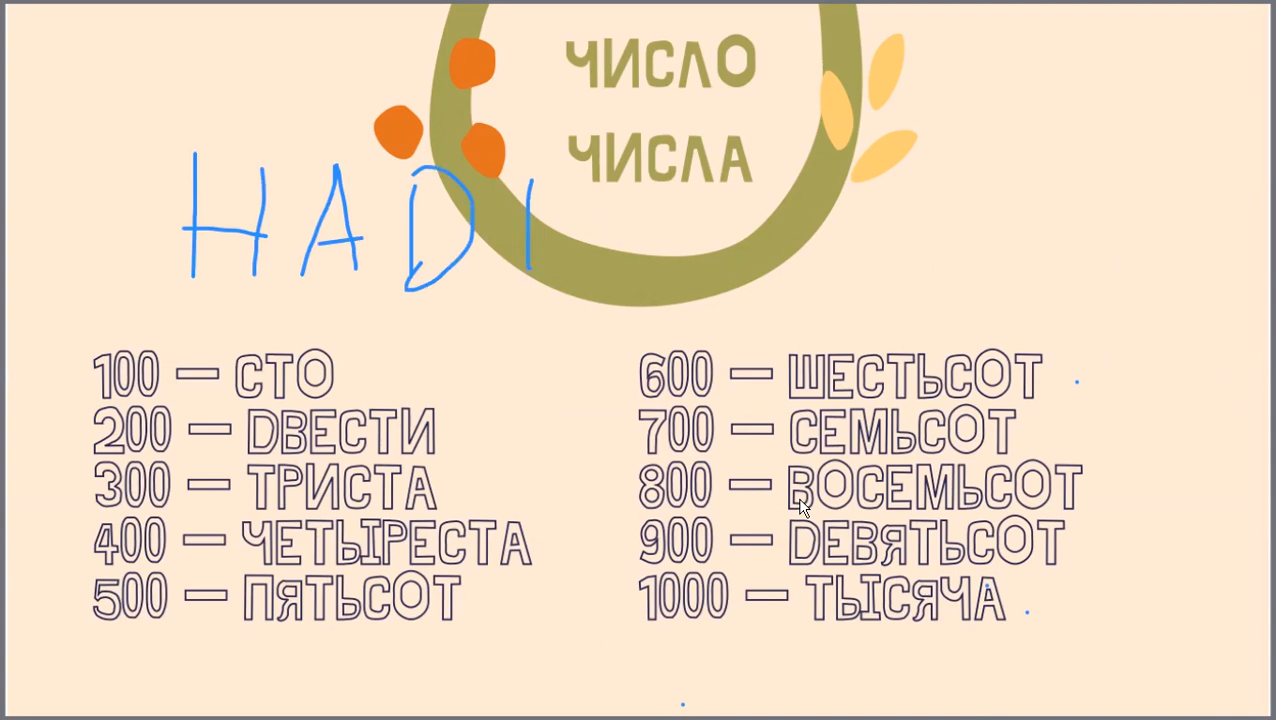 ЧИСЛО
ЧИСЛА
HADI
100 — СТО
200 — DВЕСТИ
300 — ТРИСТА
400 — ЧЕТЫРЕСТА
500 — ПЯТЬСОТ
600 — ШЕСТЬСОТ
700 — СЕМЬСОТ
800 — ВОСЕМЬСОТ
900 — DЕВЯТЬСОТ
1000 — ТЫСЯЧА